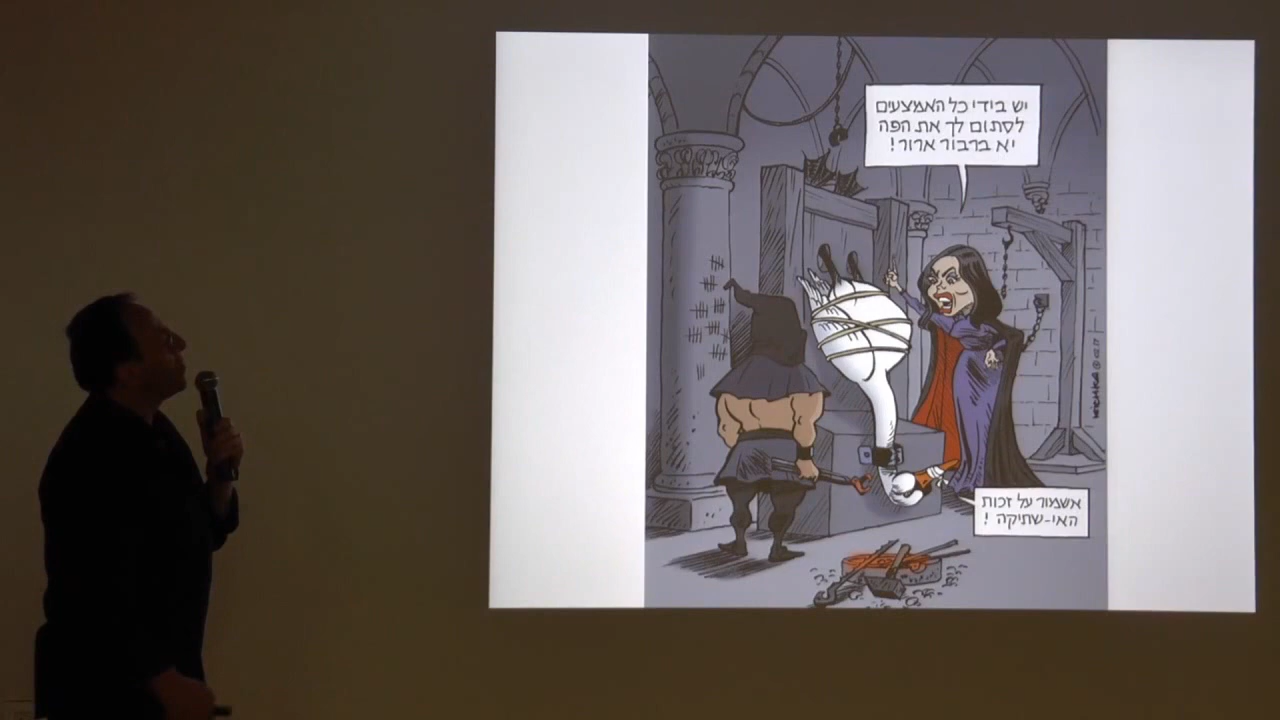 יש בידי כל האמצעים
לסתום לך את הפה
יא ברבור ארור!
אשמור על זכות
האי-שתיקה!